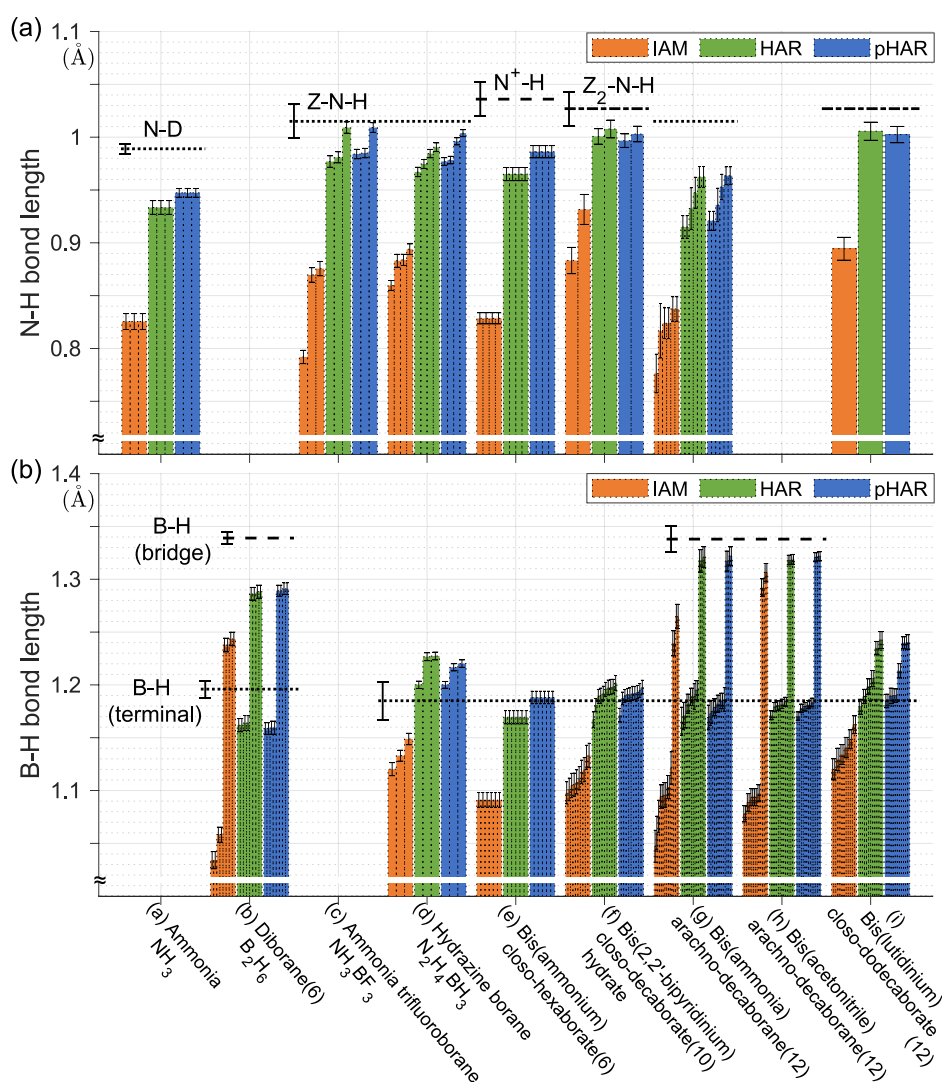 (a)
1.1
(Å)
IAM HAR pHAR
N-D
Z-N-H
N⁺-H
Z₂-N-H
1
0.9
0.8
N-H bond length
≈
(b)
1.4
(Å)
IAM HAR pHAR
B-H
(bridge)
1.3
B-H
(terminal)
1.2
1.1
B-H bond length
≈
(a) Ammonia
NH₃
(b) Diborane(6)
B₂H₆
(c) Ammonia trifluoroborane
NH₃BF₃
(d) Hydrazine borane
N₂H₄BH₃
(e) Bis(ammonium)
closo-hexaborate(6)
(f) Bis(2,2'-bipyridinium)
closo-decaborate(10)
hydrate
(g) Bis(ammonia)
arachno-decaborane(12)
(h) Bis(acetonitrile)
arachno-decaborane(12)
(i)
Bis(lutidinium)
closo-dodecaborate
(12)